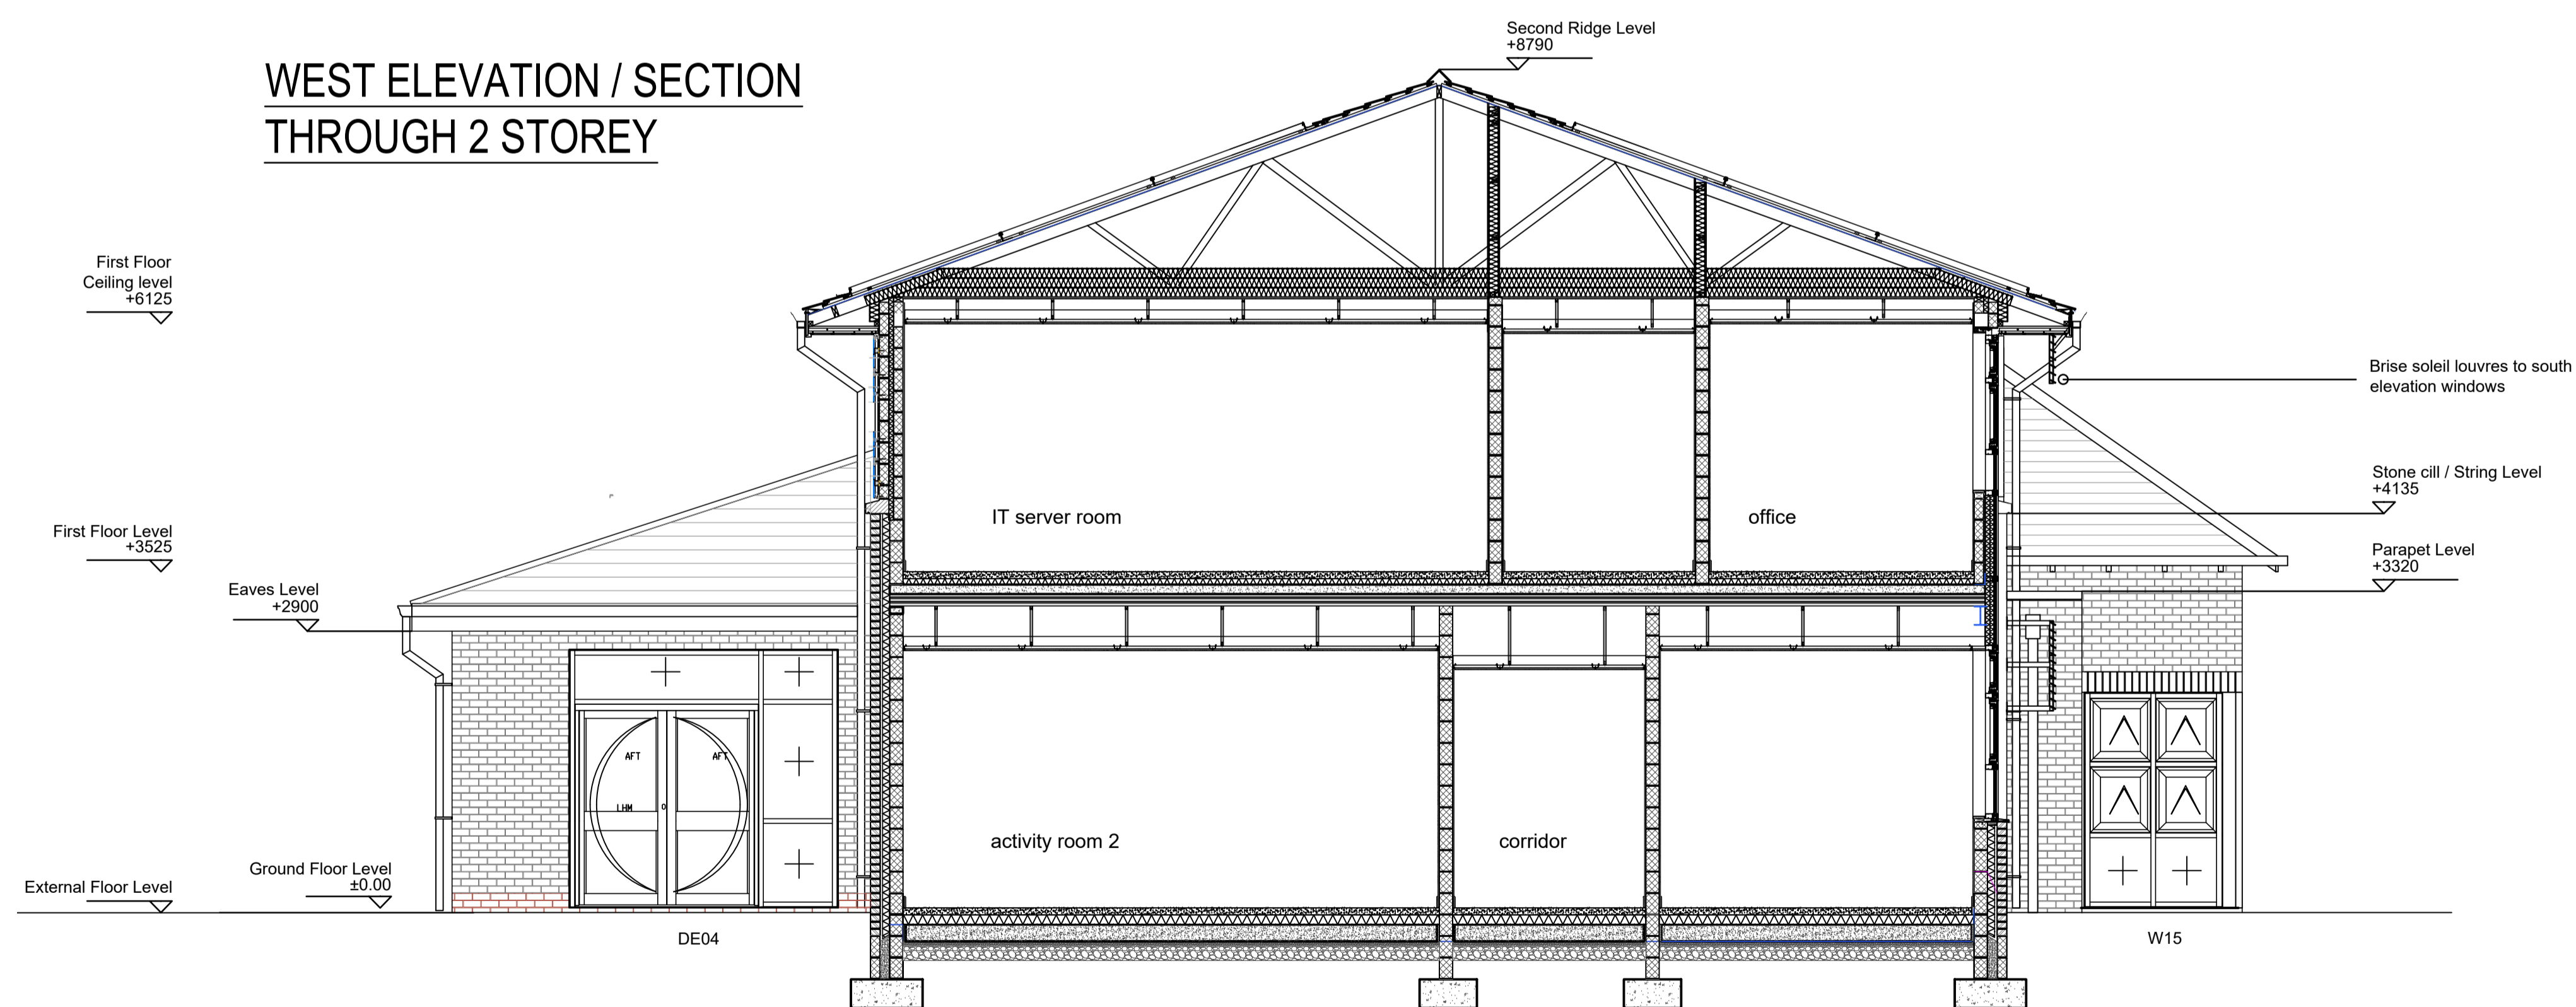 WEST ELEVATION / SECTION
THROUGH 2 STOREY
Second Ridge Level
+8790
First Floor
Ceiling level
+6125
Brise soleil louvres to south
elevation windows
Stone cill / String Level
+4135
First Floor Level
+3525
IT server room
office
Parapet Level
+3320
Eaves Level
+2900
AFT
AFT
LHM
O
activity room 2
corridor
Ground Floor Level
±0.00
External Floor Level
DE04
W15